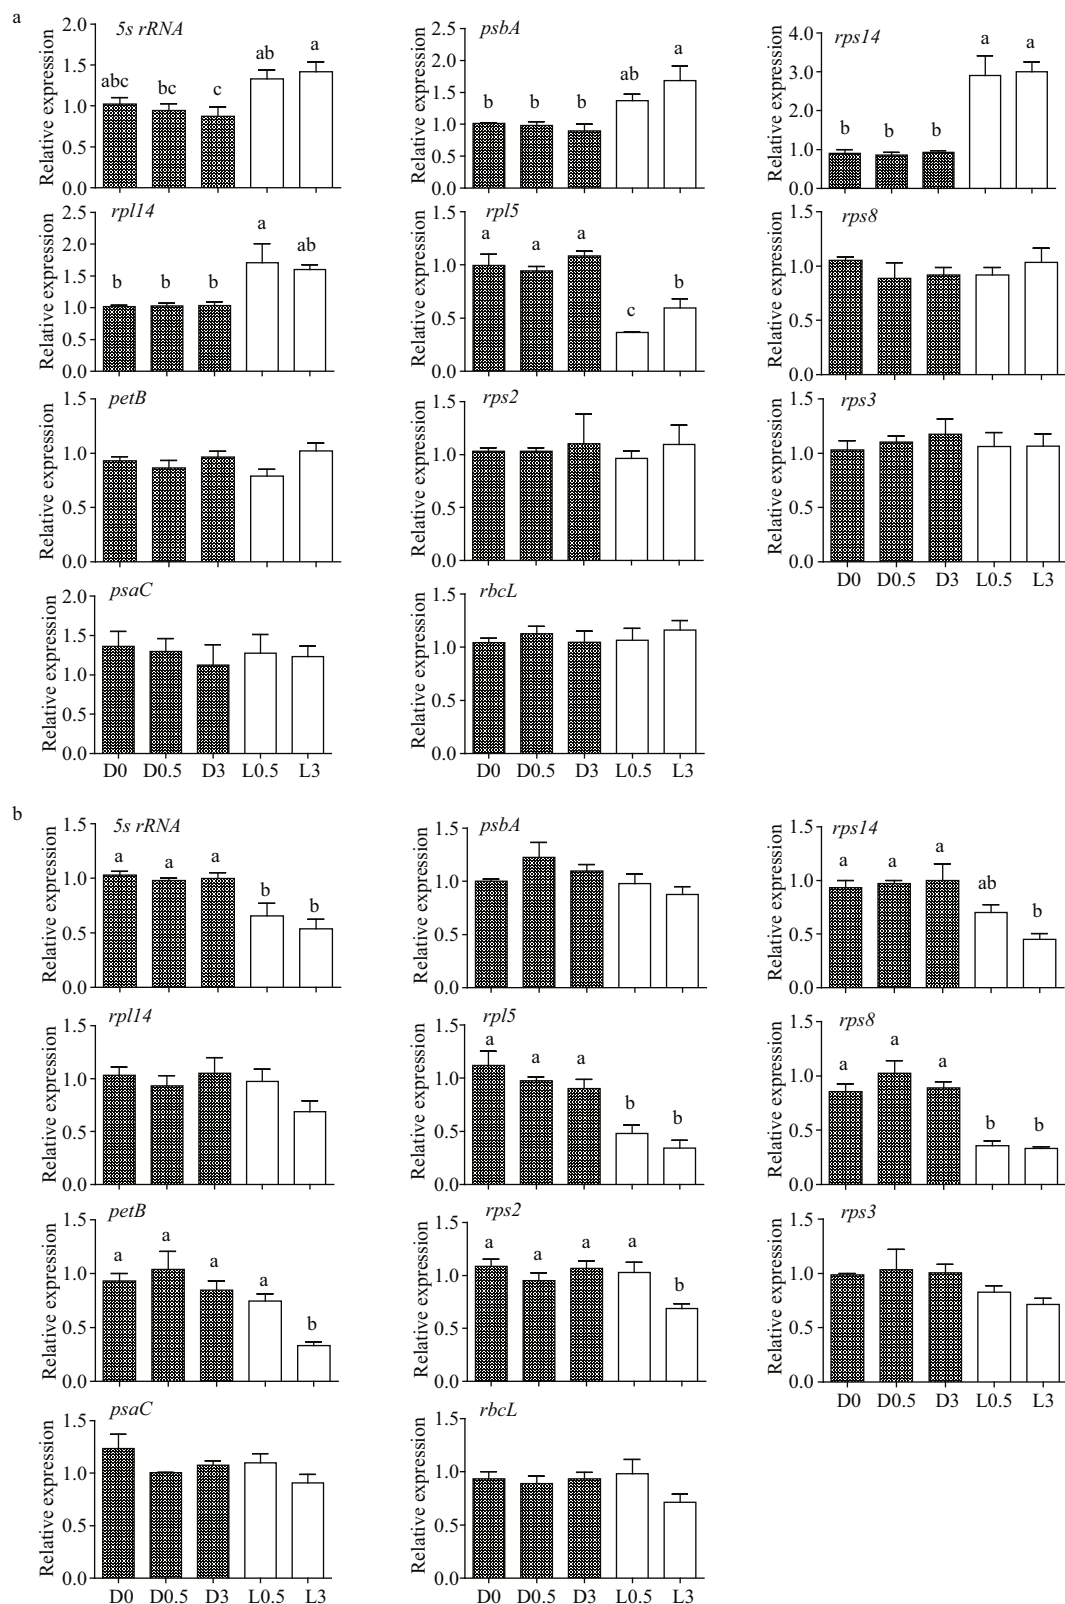 a
5s rRNA
Relative expression
2.0
1.5
1.0
0.5
0.0
abc bc c ab a
psbA
Relative expression
2.5
2.0
1.5
1.0
0.5
0.0
b b b ab a
rps14
Relative expression
4.0
3.0
2.0
1.0
0.0
b b b a a
rpl14
Relative expression
2.5
2.0
1.5
1.0
0.5
0.0
b b b a ab
rpl5
Relative expression
1.5
1.0
0.5
0.0
a a a c b
rps8
Relative expression
1.5
1.0
0.5
0.0
petB
Relative expression
1.5
1.0
0.5
0.0
rps2
Relative expression
1.5
1.0
0.5
0.0
rps3
Relative expression
1.5
1.0
0.5
0.0
D0 D0.5 D3 L0.5 L3
psaC
Relative expression
2.0
1.5
1.0
0.5
0.0
D0 D0.5 D3 L0.5 L3
rbcL
Relative expression
1.5
1.0
0.5
0.0
D0 D0.5 D3 L0.5 L3
b
5s rRNA
Relative expression
1.5
1.0
0.5
0.0
a a a b b
psbA
Relative expression
1.5
1.0
0.5
0.0
rps14
Relative expression
1.5
1.0
0.5
0.0
a a a ab b
rpl14
Relative expression
1.5
1.0
0.5
0.0
rpl5
Relative expression
1.5
1.0
0.5
0.0
a a a b b
rps8
Relative expression
1.5
1.0
0.5
0.0
a a a b b
petB
Relative expression
1.5
1.0
0.5
0.0
a a a a b
rps2
Relative expression
1.5
1.0
0.5
0.0
a a a a b
rps3
Relative expression
1.5
1.0
0.5
0.0
D0 D0.5 D3 L0.5 L3
psaC
Relative expression
1.5
1.0
0.5
0.0
D0 D0.5 D3 L0.5 L3
rbcL
Relative expression
1.5
1.0
0.5
0.0
D0 D0.5 D3 L0.5 L3